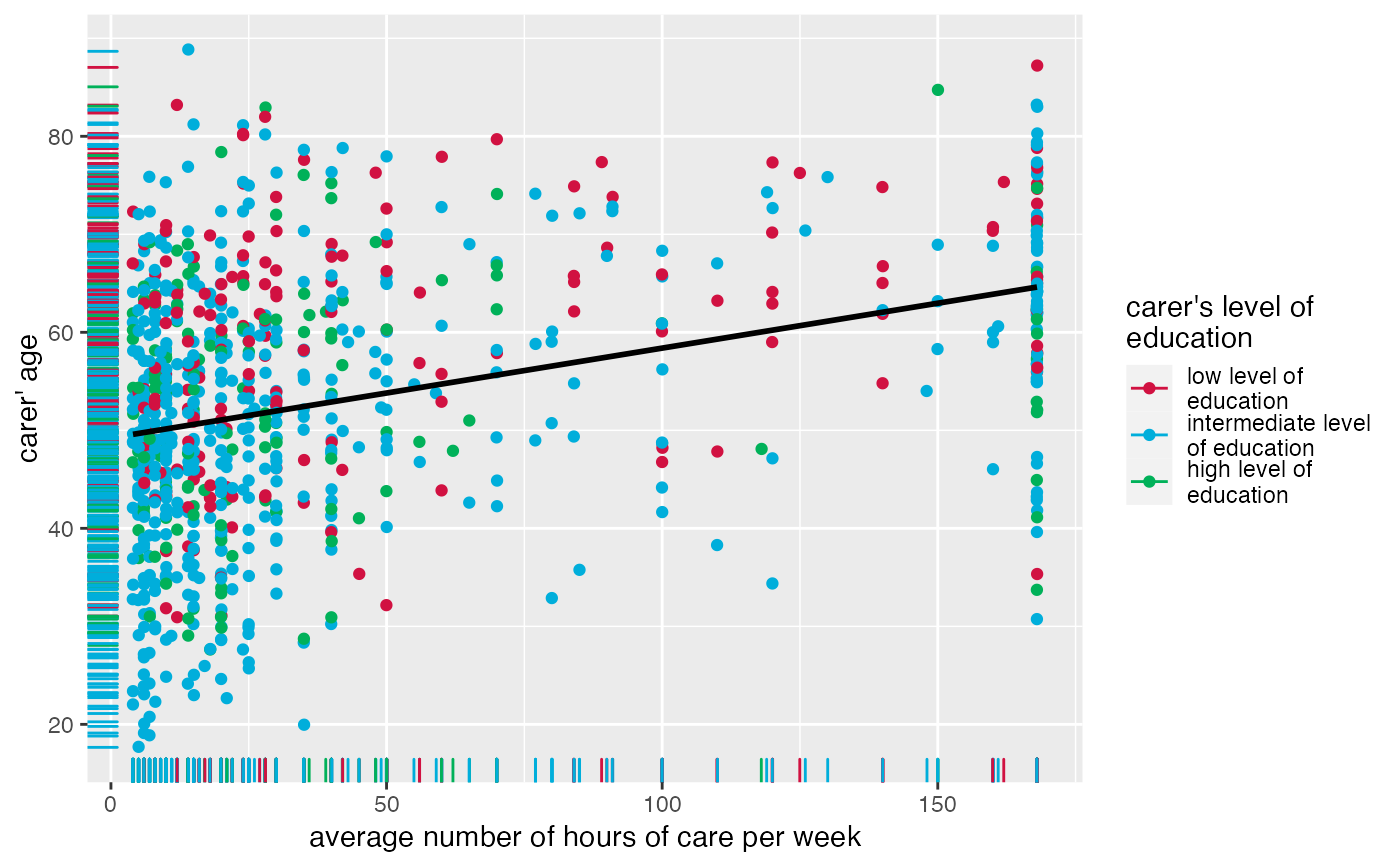 80
60
40
20
0
50
100
150
carer' age
average number of hours of care per week
carer's level of
education
low level of
education
intermediate level
of education
high level of
education